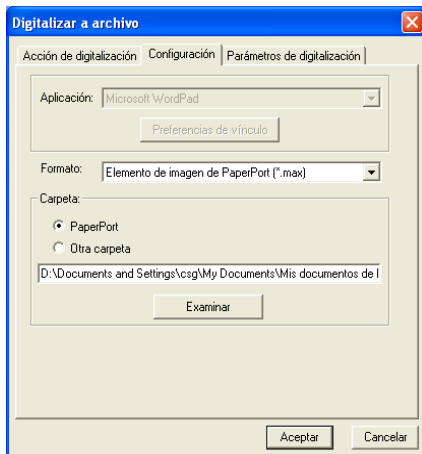 Digitalizar a archivo
Acción de digitalización Configuración Parámetros de digitalización
Aplicación: Microsoft WordPad
Preferencias de vínculo
Formato: Elemento de imagen de PaperPort (*.max)
Carpeta:
PaperPort
Otra carpeta
D:\Documents and Settings\csg\My Documents\Mis documentos de l
Examinar
Aceptar Cancelar